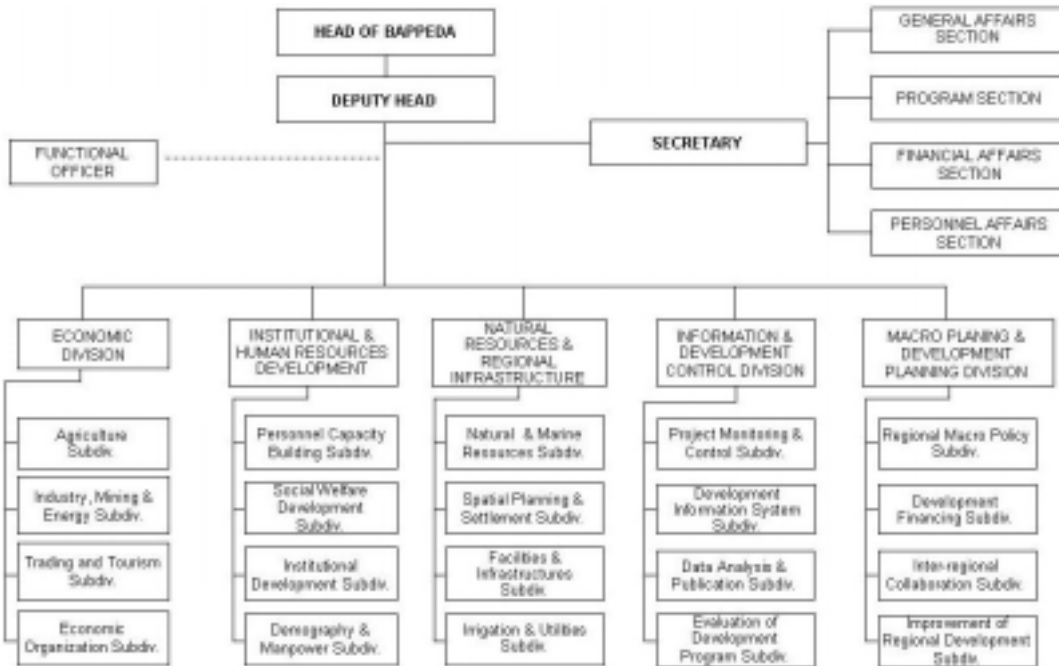 HEAD OF BAPPEDA
DEPUTY HEAD
FUNCTIONAL
OFFICER
SECRETARY
GENERAL AFFAIRS
SECTION
PROGRAM SECTION
FINANCIAL AFFAIRS
SECTION
PERSONNEL AFFAIRS
SECTION
ECONOMIC
DIVISION
Agriculture
Subdiv.
Industry, Mining &
Energy Subdiv.
Trading and Tourism
Subdiv.
Economic
Organization Subdiv.
INSTITUTIONAL &
HUMAN RESOURCES
DEVELOPMENT
Personnel Capacity
Building Subdiv.
Social Welfare
Development
Subdiv.
Institutional
Development Subdiv.
Demography &
Manpower Subdiv.
NATURAL
RESOURCES &
REGIONAL
INFRASTRUCTURE
Natural & Marine
Resources Subdiv.
Spatial Planning &
Settlement Subdiv.
Facilities &
Infrastructures
Subdiv.
Irrigation & Utilities
Subdiv.
INFORMATION &
DEVELOPMENT
CONTROL DIVISION
Project Monitoring &
Control Subdiv.
Development
Information System
Subdiv.
Data Analysis &
Publication Subdiv.
Evaluation of
Development
Program Subdiv.
MACRO PLANING &
DEVELOPMENT
PLANNING DIVISION
Regional Macro Policy
Subdiv.
Development
Financing Subdiv.
Inter-regional
Collaboration Subdiv.
Improvement of
Regional Development
Subdiv.